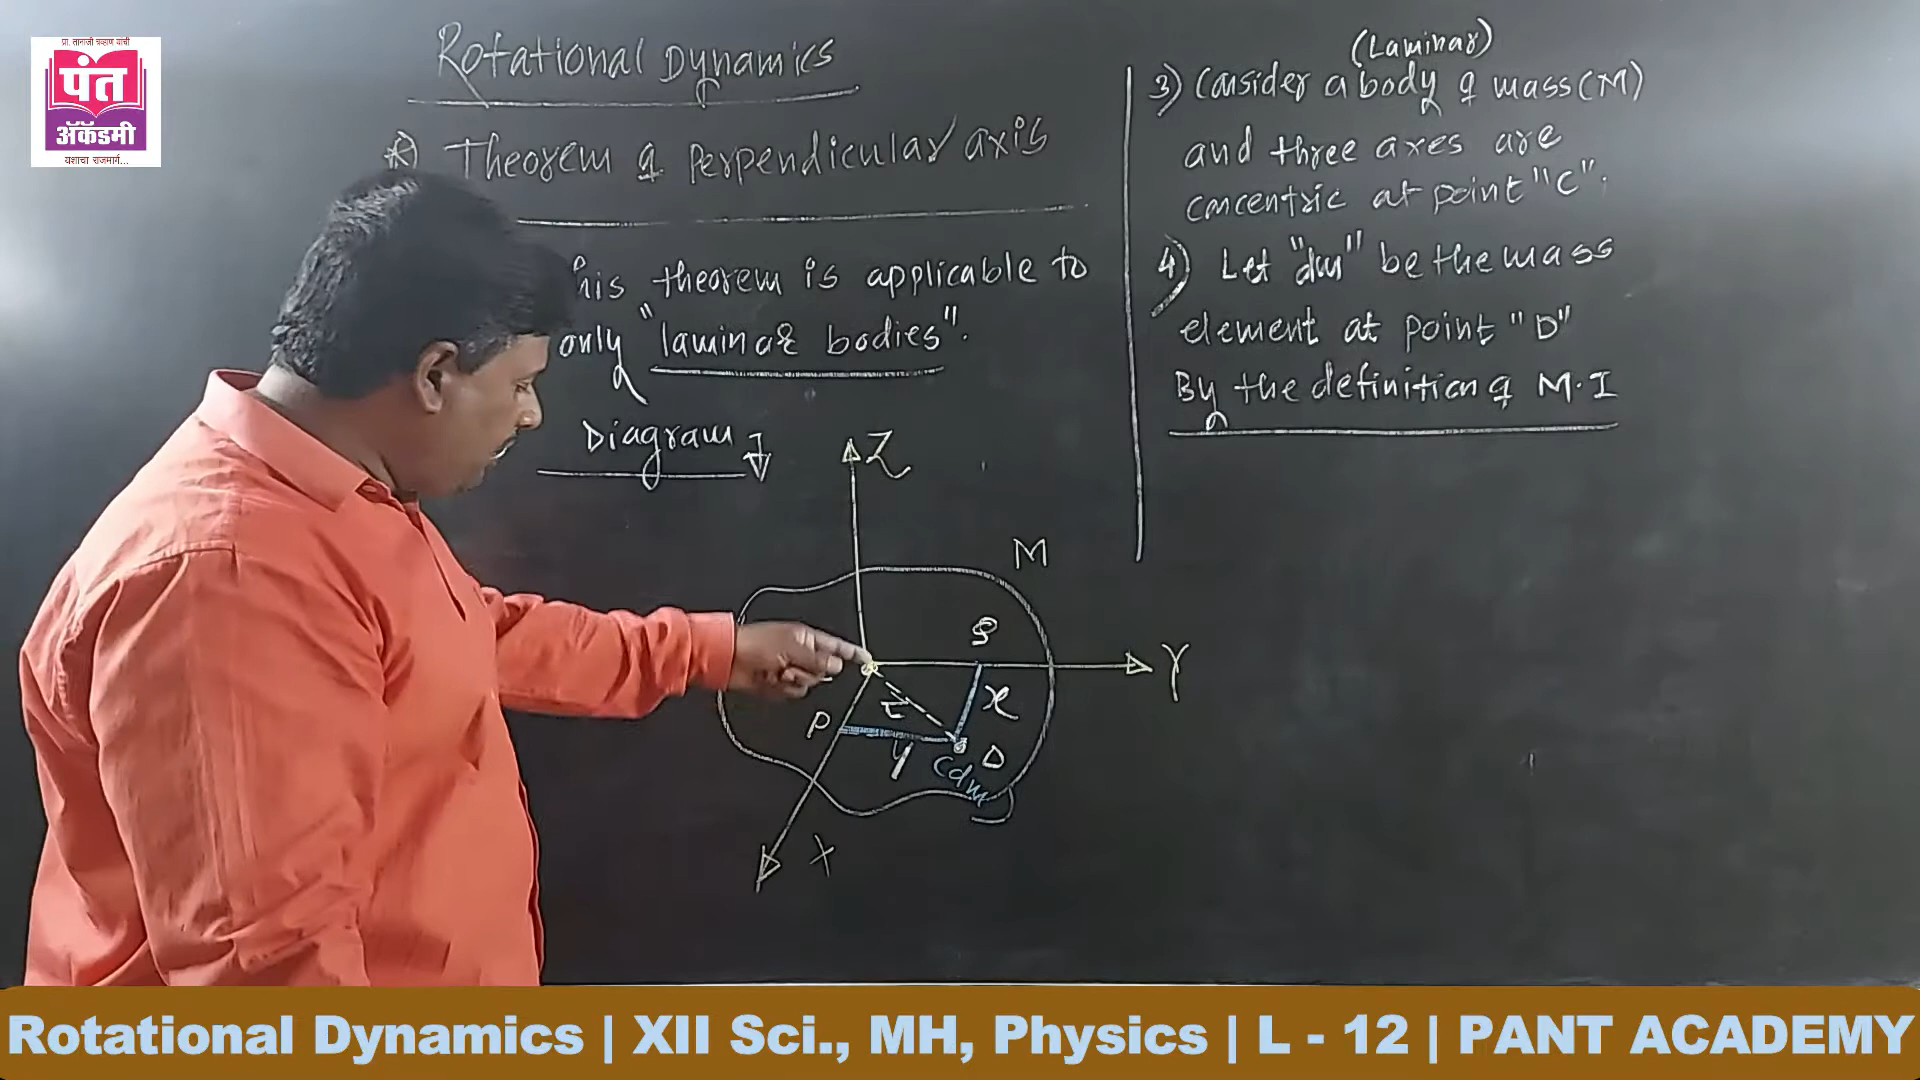 प्रा. तानाजी चव्हाण यांची
पंत
अ‍ॅकॅडमी
यशाचा राजमार्ग...
Rotational Dynamics
Theorem of Perpendicular axis
his theorem is applicable to
only "laminar bodies".
Diagram
Z
M
S
Y
x
P
r
y
D
(dm)
X
(Laminar)
3) Consider a body of mass (M)
and three axes are
concentric at point "C".
4) Let "dm" be the mass
element at point "D"
By the definition of M.I
Rotational Dynamics | XII Sci., MH, Physics | L - 12 | PANT ACADEMY